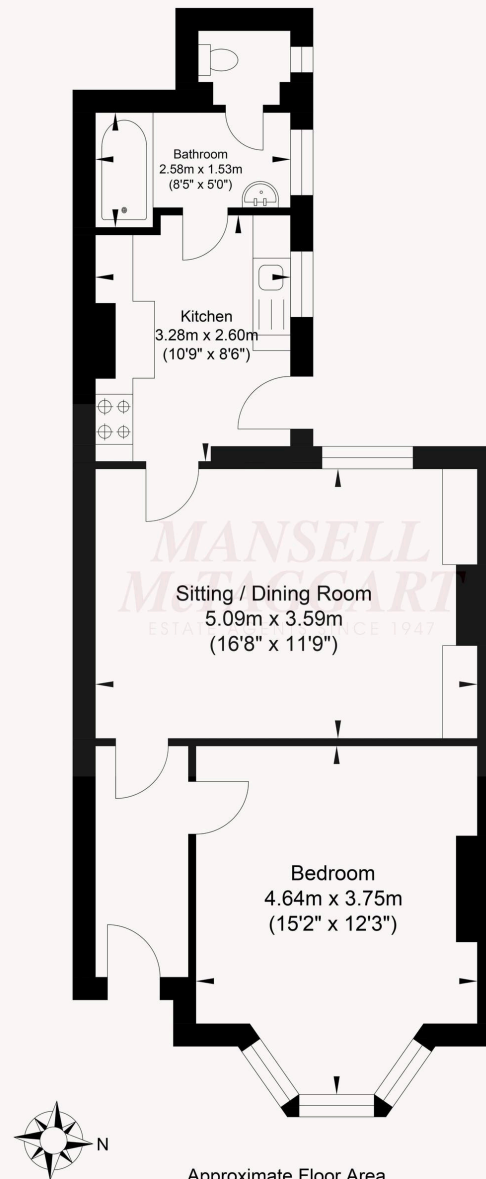 Bathroom
2.58m x 1.53m
(8'5" x 5'0")
Kitchen
3.28m x 2.60m
(10'9" x 8'6")
MANSELL
McTAGGART
ESTATE AGENTS SINCE 1947
Sitting / Dining Room
5.09m x 3.59m
(16'8" x 11'9")
Bedroom
4.64m x 3.75m
(15'2" x 12'3")
N
Approximate Floor Area